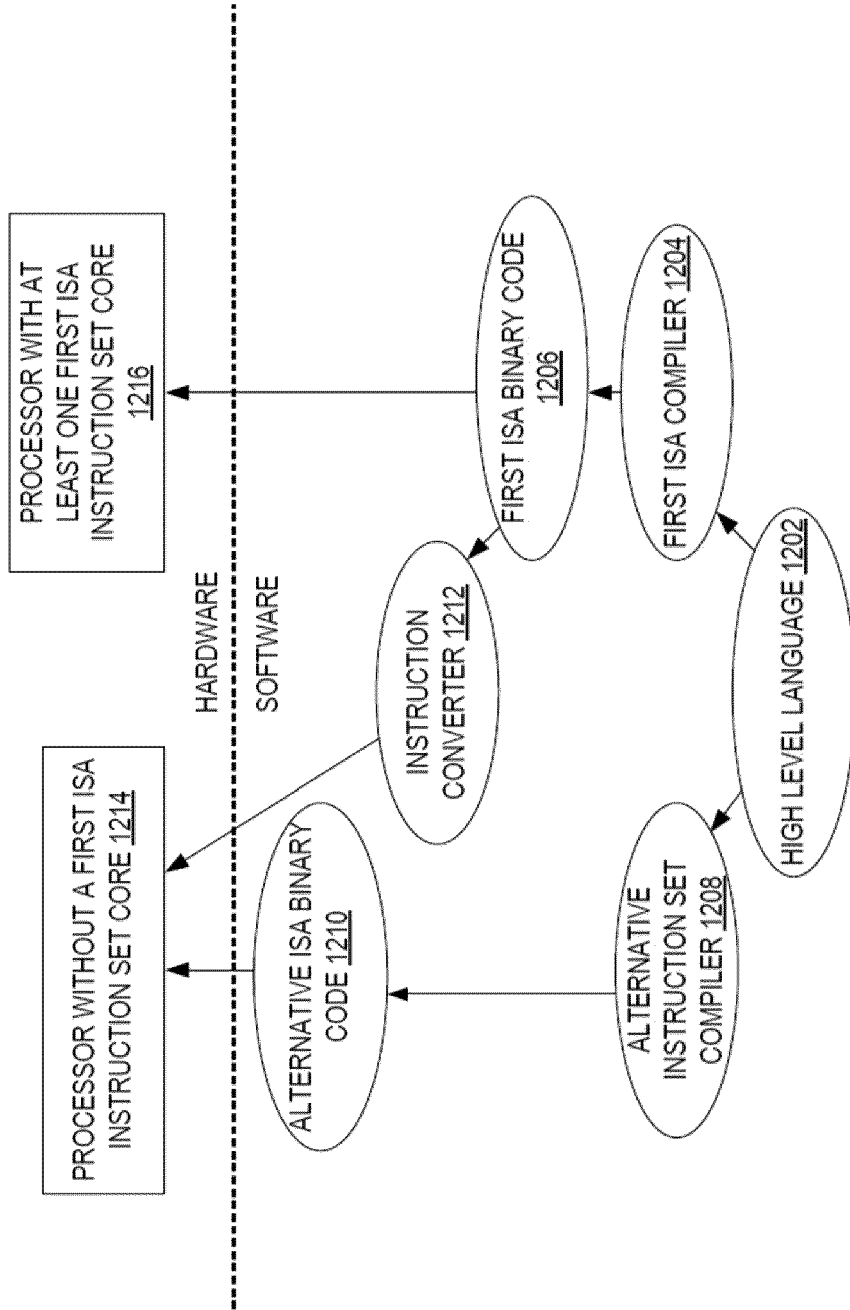 PROCESSOR WITHOUT A FIRST ISA
INSTRUCTION SET CORE 1214
PROCESSOR WITH AT
LEAST ONE FIRST ISA
INSTRUCTION SET CORE
1216
HARDWARE
SOFTWARE
ALTERNATIVE ISA BINARY
CODE 1210
INSTRUCTION
CONVERTER 1212
FIRST ISA BINARY CODE
1206
ALTERNATIVE
INSTRUCTION SET
COMPILER 1208
FIRST ISA COMPILER 1204
HIGH LEVEL LANGUAGE 1202